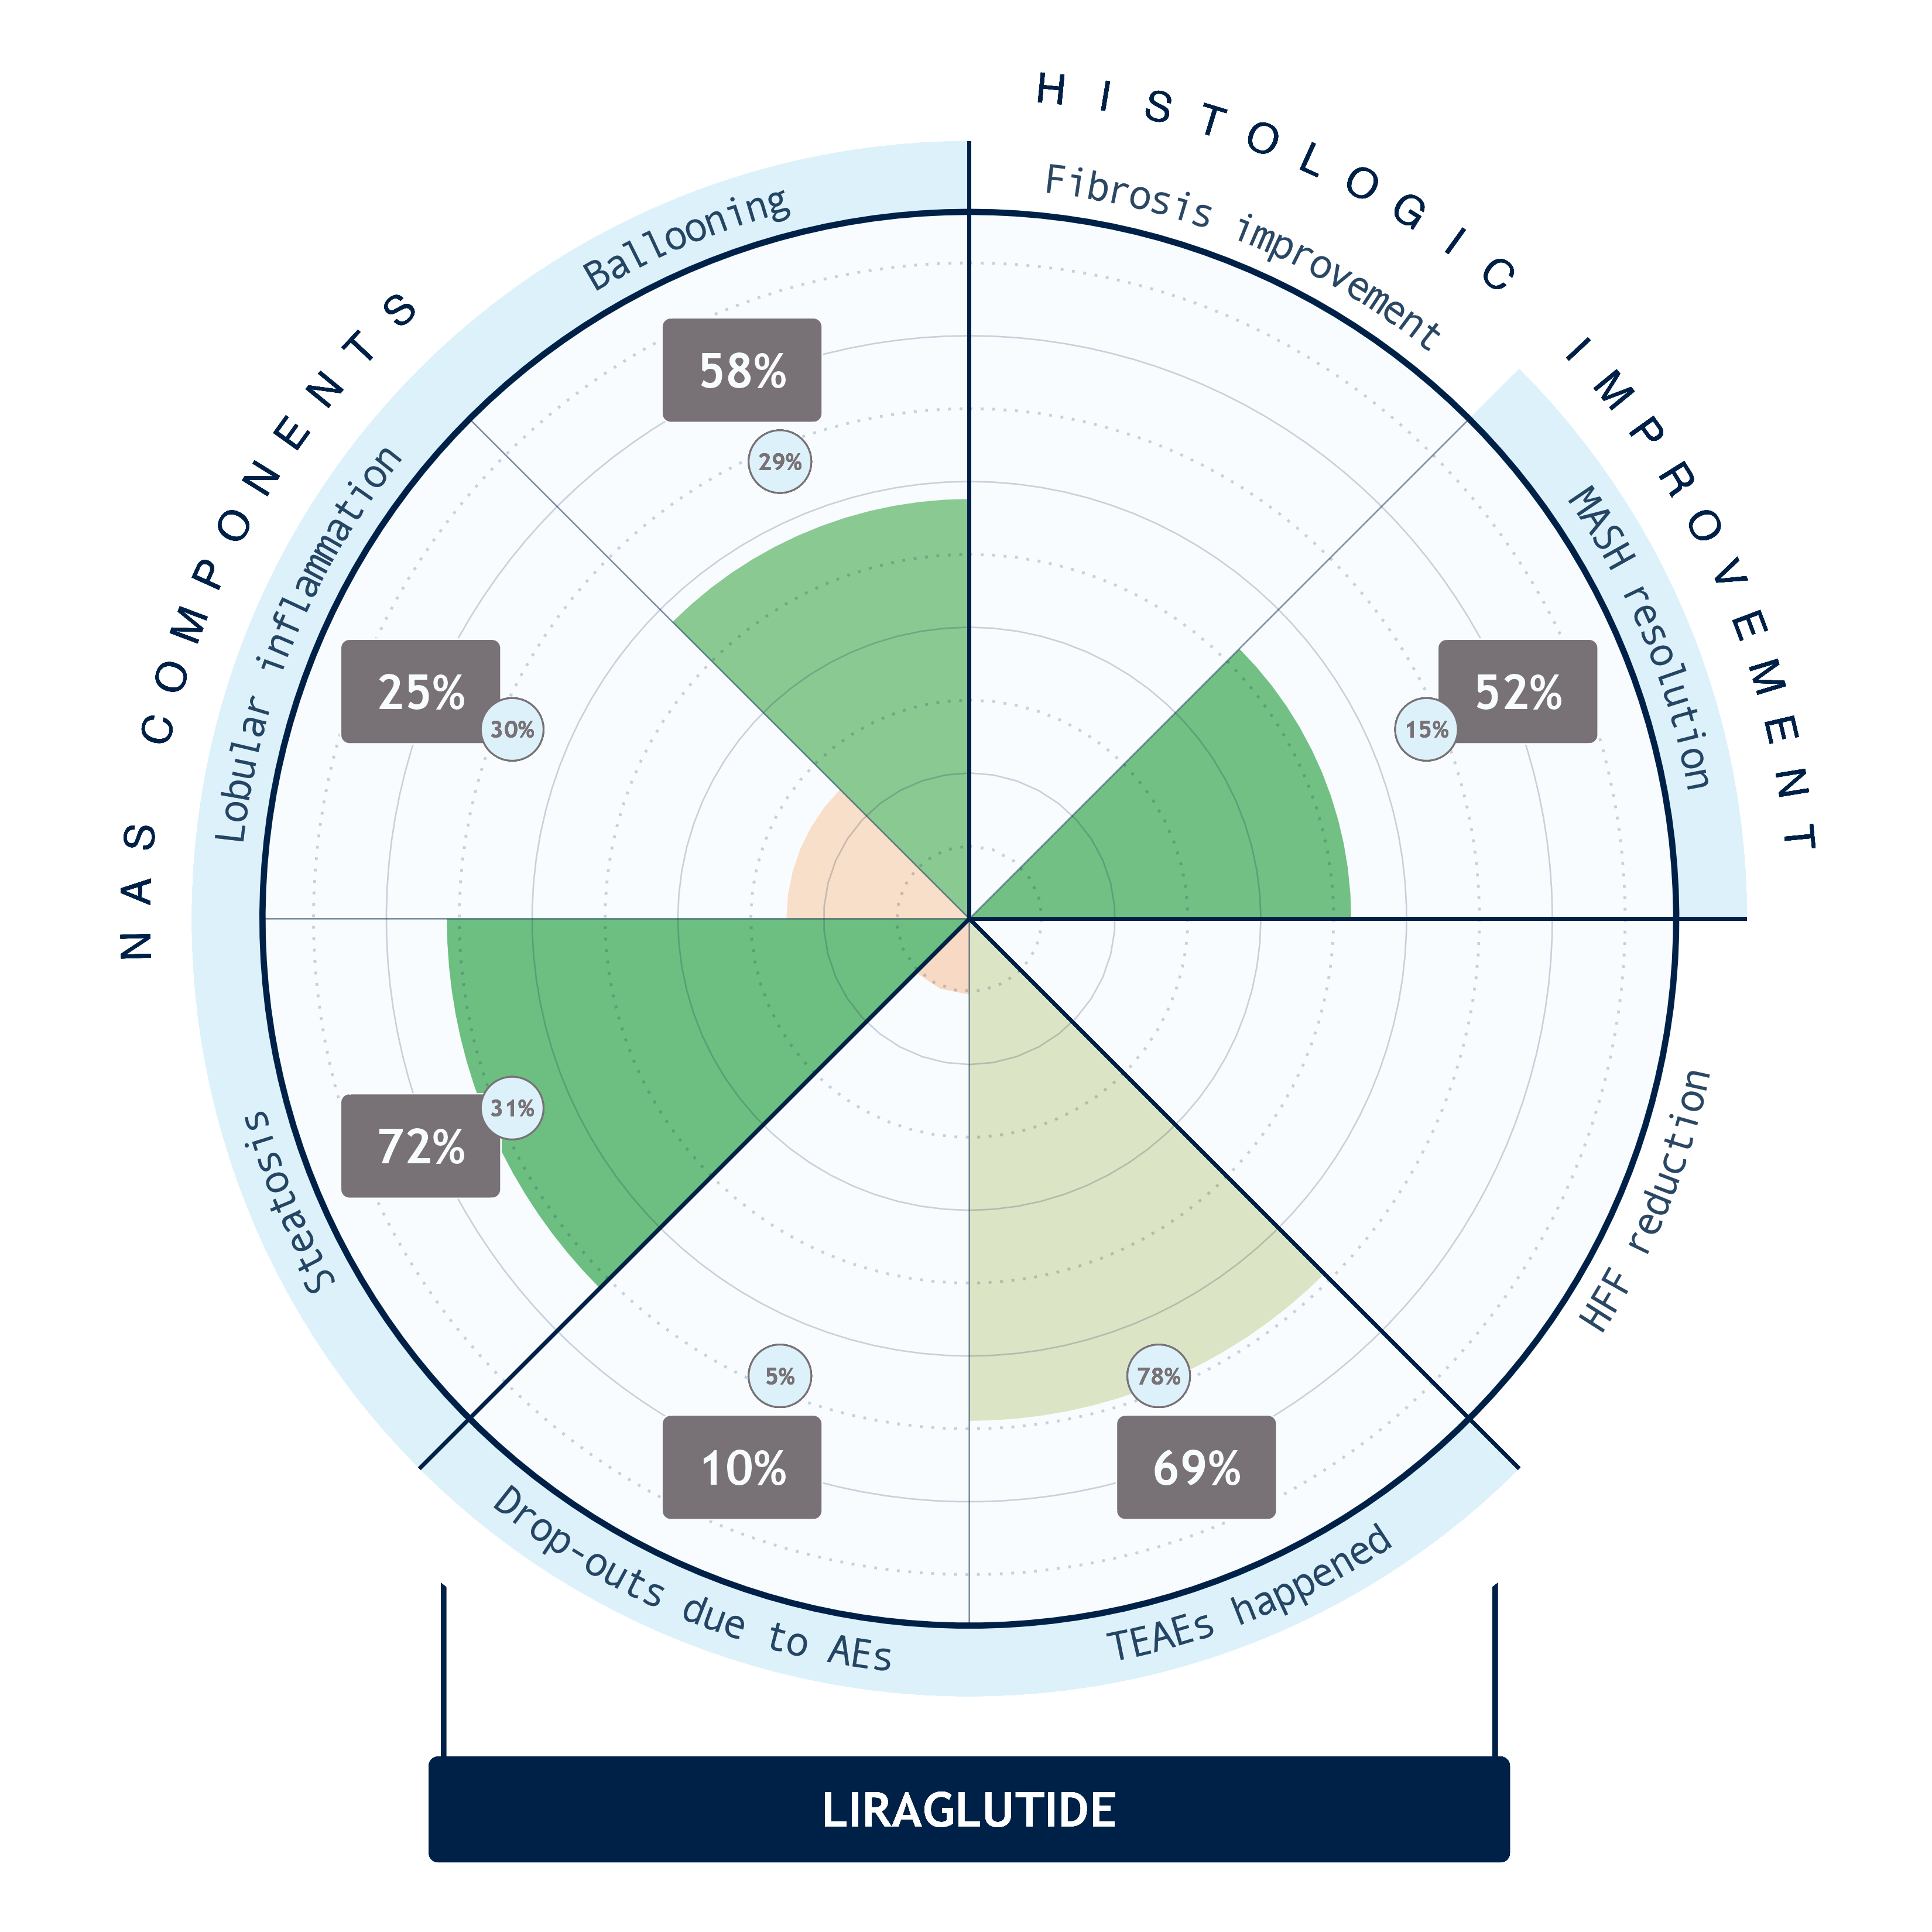 HISTOLOGIC IMPROVEMENT
Fibrosis improvement
MASH resolution
52%
15%
HFF reduction
TEAEs happened
78%
69%
Drop-outs due to AEs
5%
10%
NAS COMPONENTS
Steatosis
31%
72%
Lobular inflammation
25%
30%
Ballooning
58%
29%
LIRAGLUTIDE